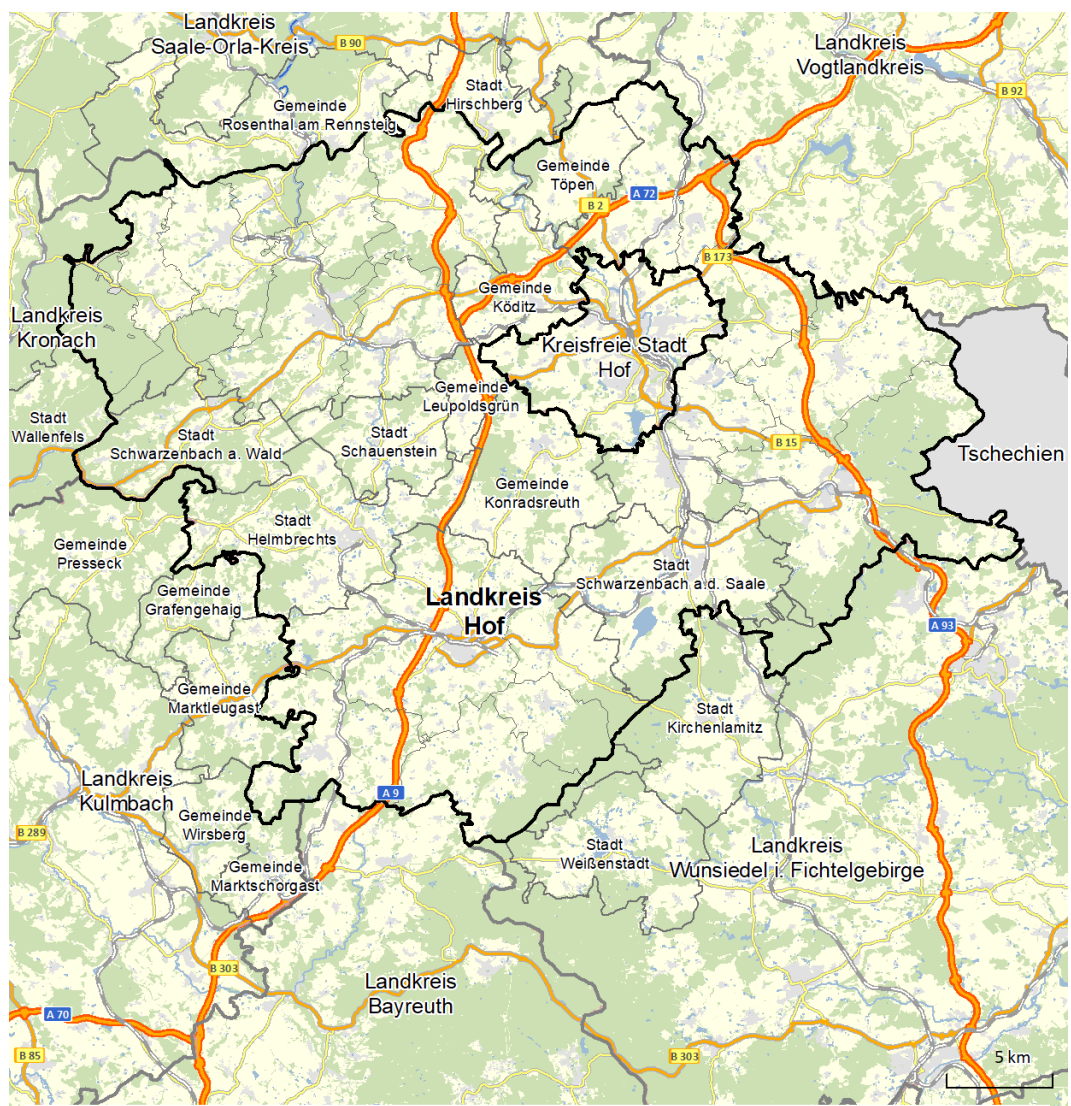 Landkreis
Saale-Orla-Kreis
B 90
Landkreis
Vogtlandkreis
Stadt
Hirschberg
B 92
Gemeinde
Rosenthal am Rennsteig
Gemeinde
Töpen
A 72
B 2
B 173
Gemeinde
Köditz
Landkreis
Kronach
Kreisfreie Stadt
Hof
Gemeinde
Leupoldsgrün
Stadt
Wallenfels
Stadt
Schwarzenbach a. Wald
Stadt
Schauenstein
B 15
Tschechien
Gemeinde
Konradsreuth
Stadt
Helmbrechts
Gemeinde
Presseck
Stadt
Schwarzenbach a.d. Saale
Gemeinde
Grafengehaig
Landkreis
Hof
A 93
Gemeinde
Marktleugast
Stadt
Kirchenlamitz
Landkreis
Kulmbach
A 9
Gemeinde
Wirsberg
B 289
Stadt
Weißenstadt
Landkreis
Wunsiedel i. Fichtelgebirge
Gemeinde
Marktschorgast
B 303
Landkreis
Bayreuth
A 70
B 85
B 303
5 km